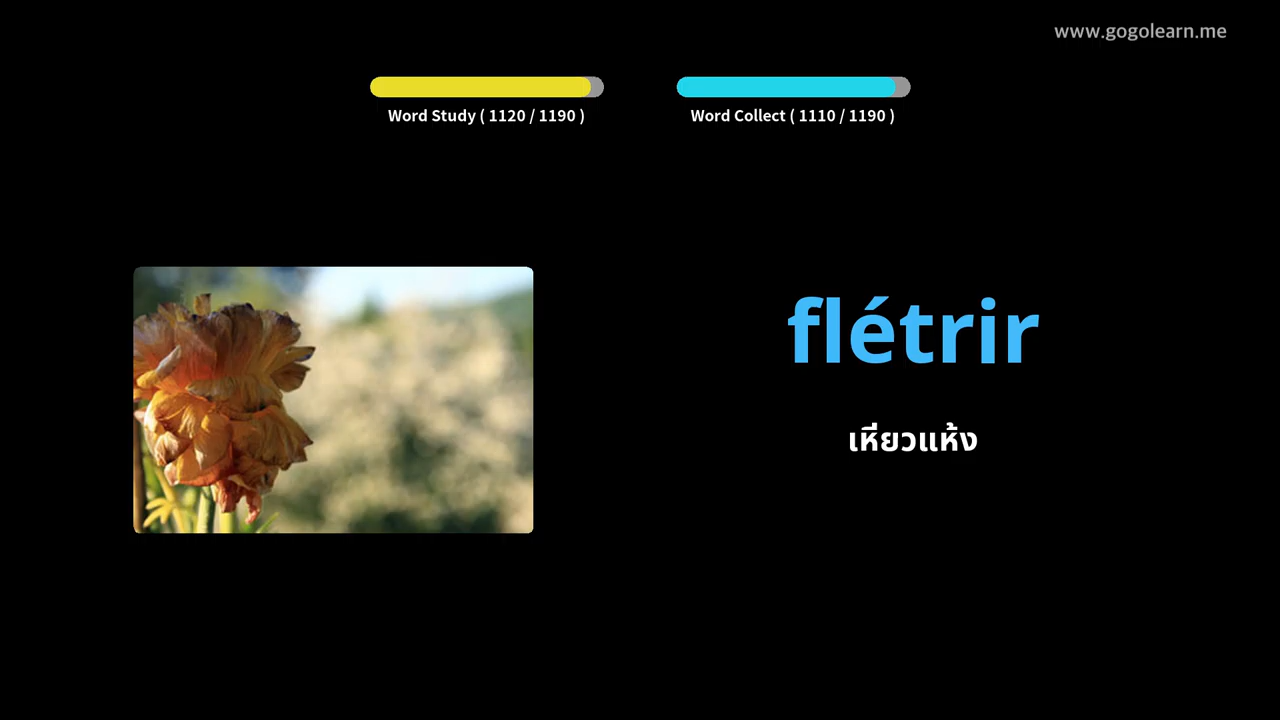 www.gogolearn.me
Word Study ( 1120 / 1190 )
Word Collect ( 1110 / 1190 )
flétrir
เหี่ยวแห้ง